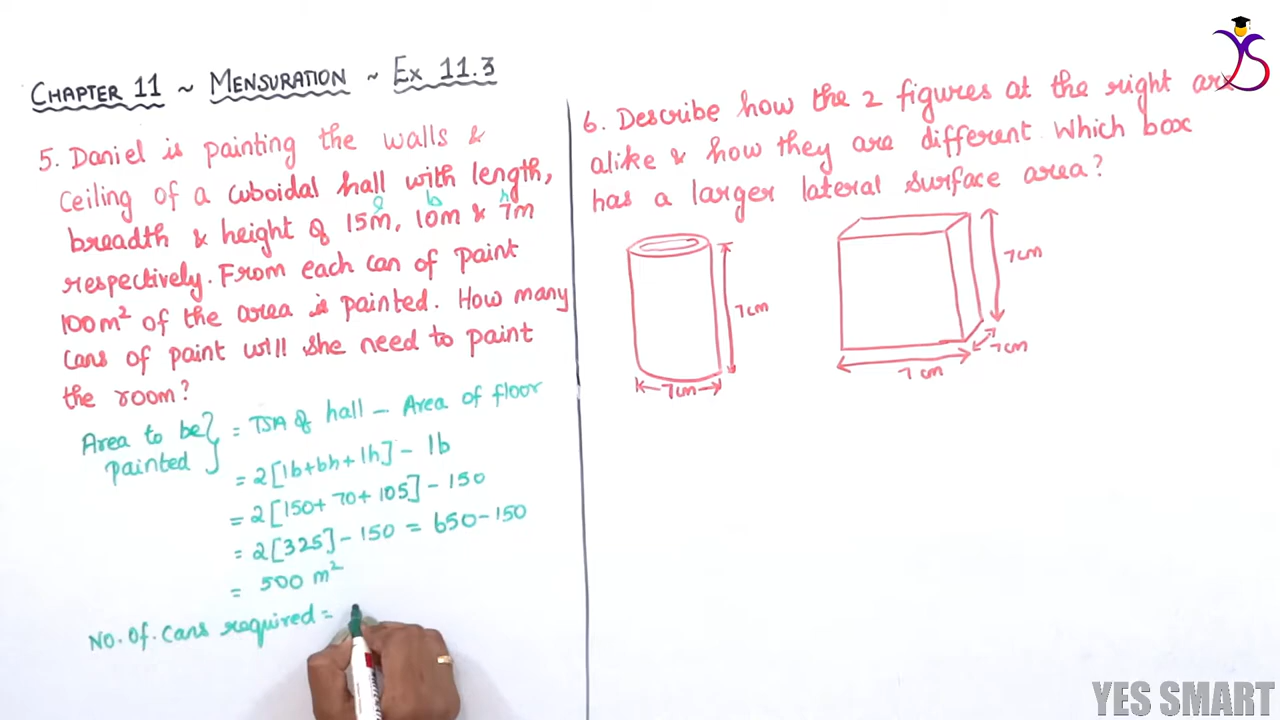 CHAPTER 11 ~ MENSURATION ~ Ex 11.3
5. Daniel is painting the walls &
Ceiling of a cuboidal hall with length,
l b h
breadth & height of 15m, 10m & 7m
respectively. From each can of paint
100m² of the area is painted. How many
cans of paint will she need to paint
the room?
Area to be
painted } = TSA of hall - Area of floor
= 2[lb+bh+lh] - lb
= 2[150+70+105] - 150
= 2[325] - 150 = 650-150
= 500 m²
No. Of. Cans required =
6. Describe how the 2 figures at the right are
alike & how they are different. Which box
has a larger lateral surface area?
7cm
7cm
7cm
7cm
7cm
YES SMART